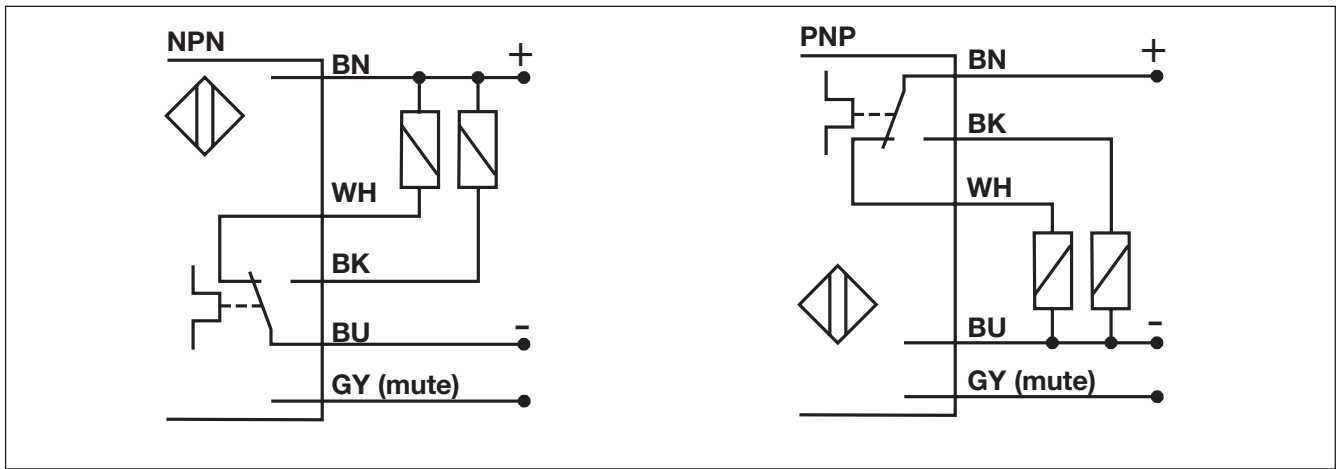 NPN
BN
+
WH
BK
BU
-
GY (mute)
PNP
BN
+
BK
WH
BU
-
GY (mute)